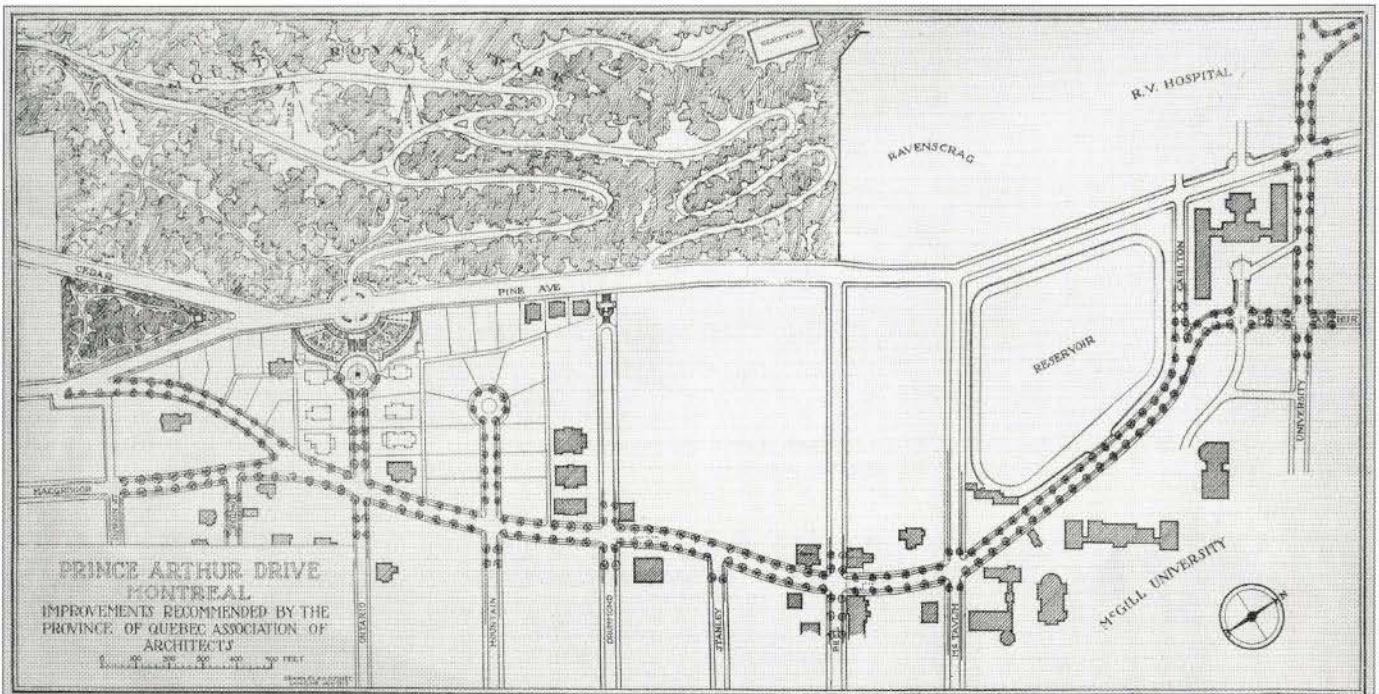 MOUNT ROYAL PARK
RESERVOIR
R.V. HOSPITAL
RAVENSCRAG
CEDAR
PINE AVE
CARLTON
RESERVOIR
UNIVERSITY
MACGREGOR
ONTARIO
MOUNTAIN
DRUMMOND
STANLEY
PEEL
McTAVISH
McGILL UNIVERSITY
N
PRINCE ARTHUR DRIVE
MONTREAL
IMPROVEMENTS RECOMMENDED BY THE
PROVINCE OF QUEBEC ASSOCIATION OF
ARCHITECTS
0 100 200 300 400 500 FEET